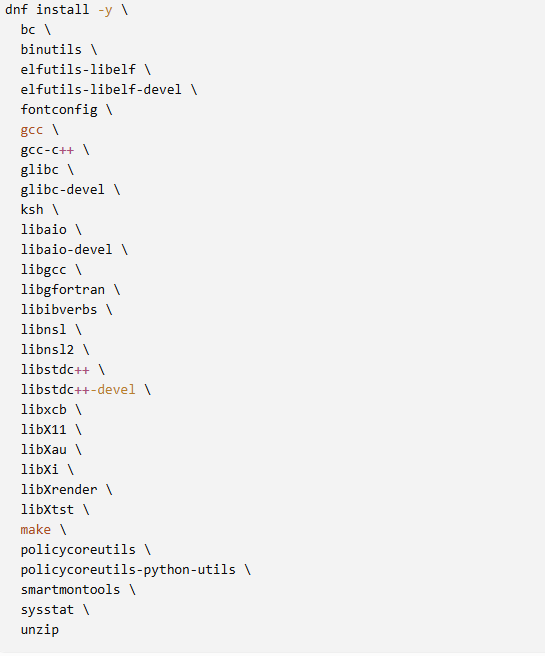 dnf install -y \
bc \
binutils \
elfutils-libelf \
elfutils-libelf-devel \
fontconfig \
gcc \
gcc-c++ \
glibc \
glibc-devel \
ksh \
libaio \
libaio-devel \
libgcc \
libgfortran \
libibverbs \
libnsl \
libnsl2 \
libstdc++ \
libstdc++-devel \
libxcb \
libX11 \
libXau \
libXi \
libXrender \
libXtst \
make \
policycoreutils \
policycoreutils-python-utils \
smartmontools \
sysstat \
unzip